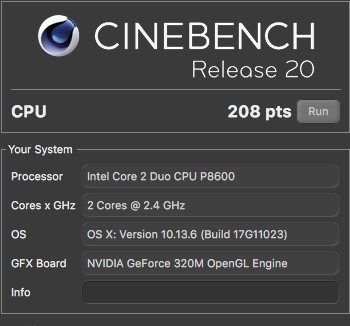 CINEBENCH
Release 20
CPU 208 pts Run
Your System
Processor Intel Core 2 Duo CPU P8600
Cores x GHz 2 Cores @ 2.4 GHz
OS OS X: Version 10.13.6 (Build 17G11023)
GFX Board NVIDIA GeForce 320M OpenGL Engine
Info